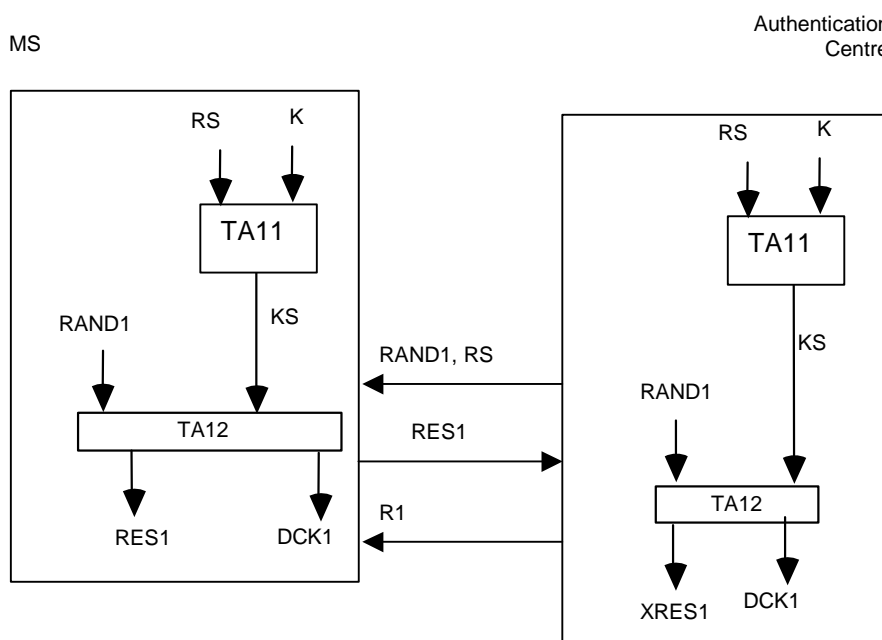 MS
Authentication
Centre
RS
K
TA11
KS
RAND1
TA12
RES1
DCK1
RAND1, RS
RES1
R1
RS
K
TA11
KS
RAND1
TA12
XRES1
DCK1